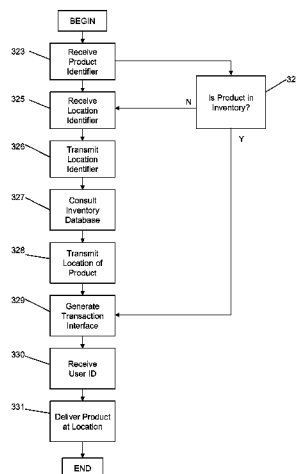 BEGIN
323
Receive
Product
Identifier
32
Is Product in
Inventory?
N
Y
325
Receive
Location
Identifier
326
Transmit
Location
Identifier
327
Consult
Inventory
Database
328
Transmit
Location of
Product
329
Generate
Transaction
Interface
330
Receive
User ID
331
Deliver Product
at Location
END